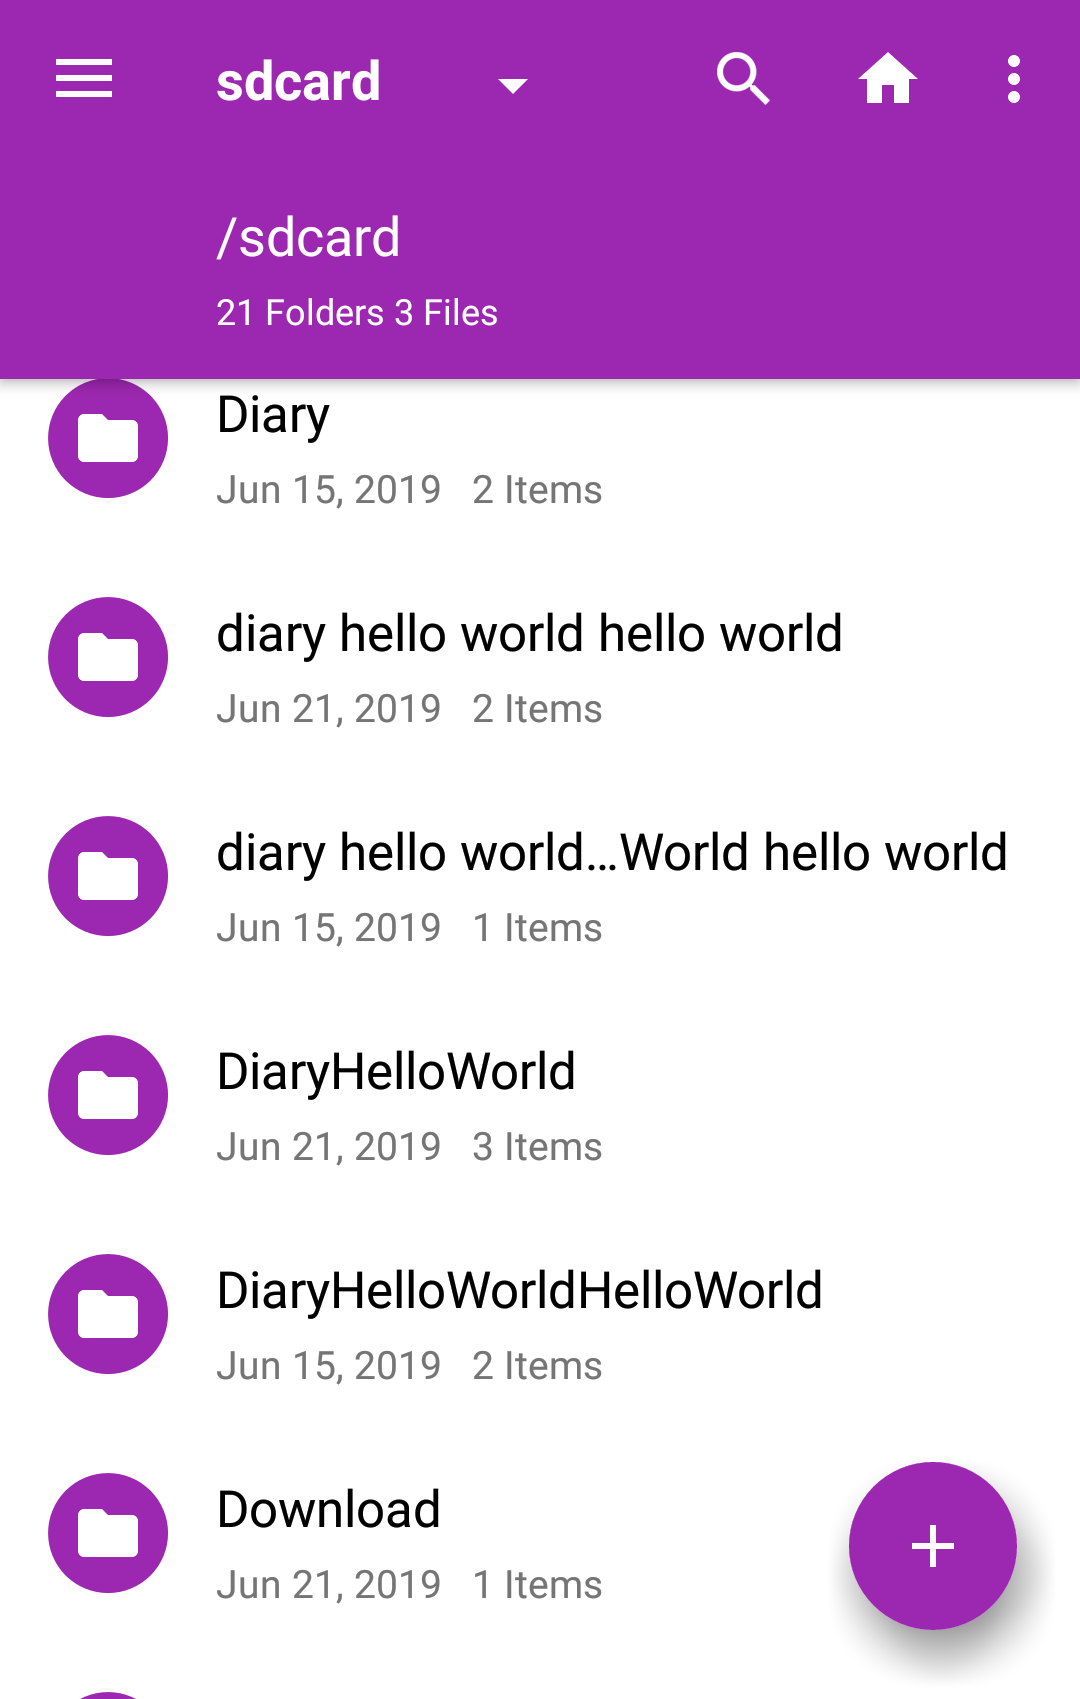 sdcard
/sdcard
21 Folders 3 Files
Diary
Jun 15, 2019 2 Items
diary hello world hello world
Jun 21, 2019 2 Items
diary hello world...World hello world
Jun 15, 2019 1 Items
DiaryHelloWorld
Jun 21, 2019 3 Items
DiaryHelloWorldHelloWorld
Jun 15, 2019 2 Items
Download
Jun 21, 2019 1 Items